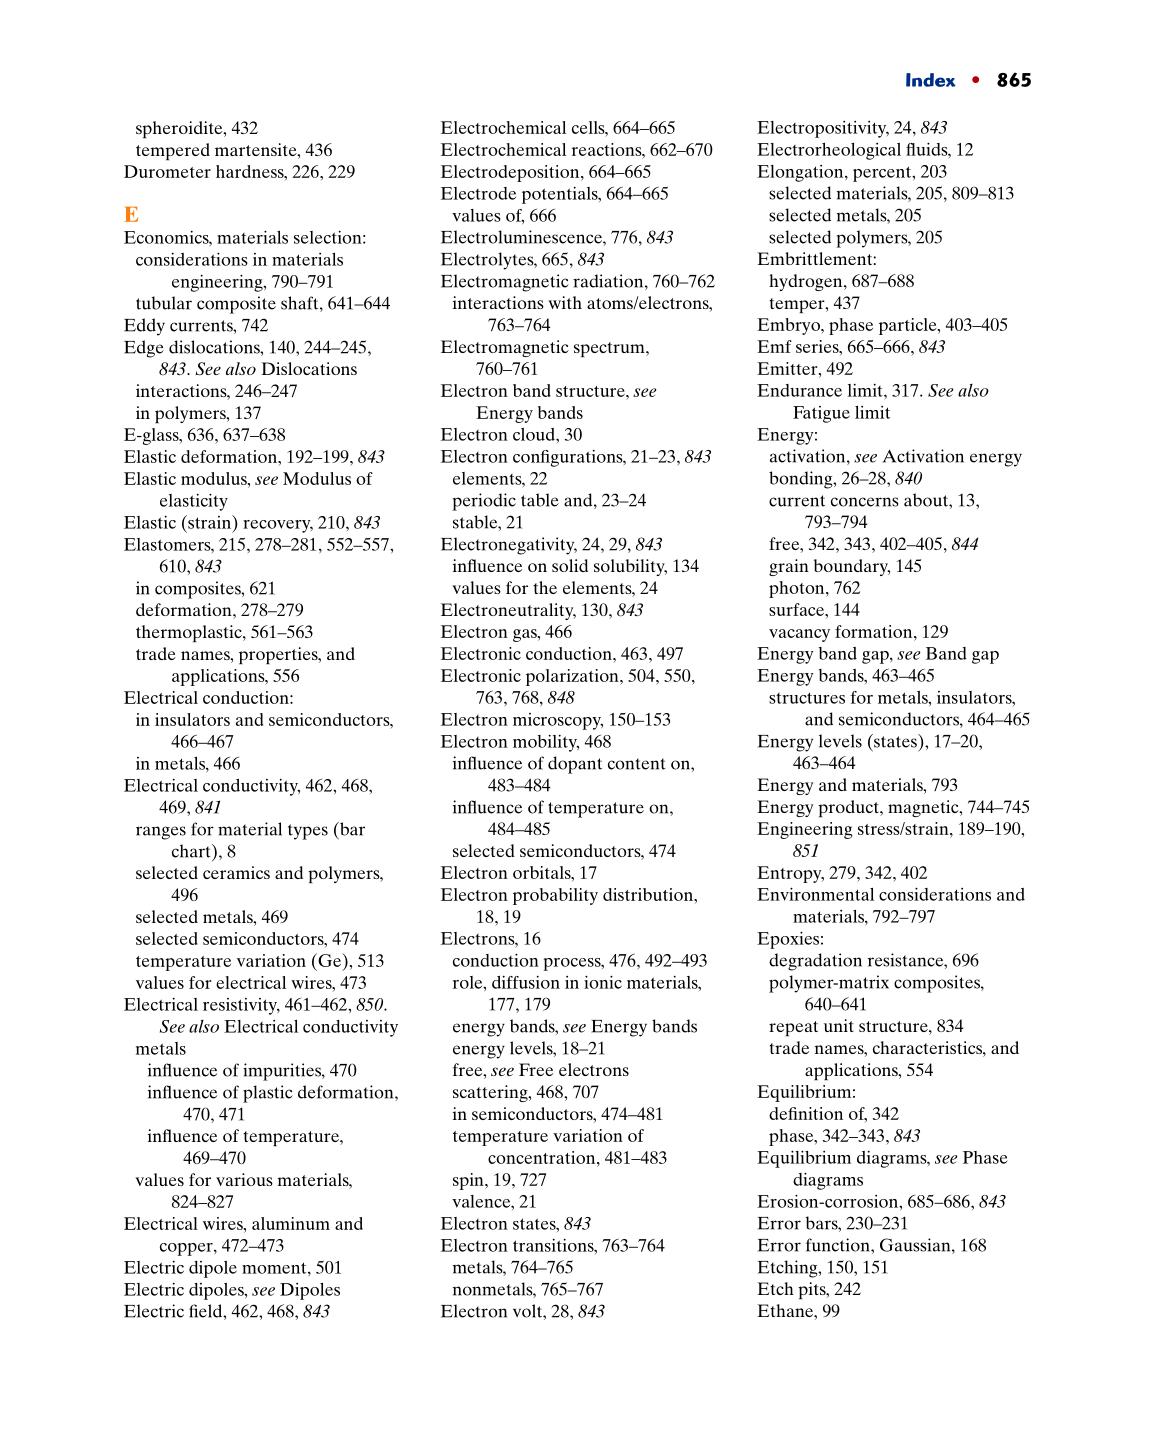 Index • 865
spheroidite, 432
tempered martensite, 436
Durometer hardness, 226, 229
E
Economics, materials selection:
considerations in materials
engineering, 790–791
tubular composite shaft, 641–644
Eddy currents, 742
Edge dislocations, 140, 244–245,
843. See also Dislocations
interactions, 246–247
in polymers, 137
E-glass, 636, 637–638
Elastic deformation, 192–199, 843
Elastic modulus, see Modulus of
elasticity
Elastic (strain) recovery, 210, 843
Elastomers, 215, 278–281, 552–557,
610, 843
in composites, 621
deformation, 278–279
thermoplastic, 561–563
trade names, properties, and
applications, 556
Electrical conduction:
in insulators and semiconductors,
466–467
in metals, 466
Electrical conductivity, 462, 468,
469, 841
ranges for material types (bar
chart), 8
selected ceramics and polymers,
496
selected metals, 469
selected semiconductors, 474
temperature variation (Ge), 513
values for electrical wires, 473
Electrical resistivity, 461–462, 850.
See also Electrical conductivity
metals
influence of impurities, 470
influence of plastic deformation,
470, 471
influence of temperature,
469–470
values for various materials,
824–827
Electrical wires, aluminum and
copper, 472–473
Electric dipole moment, 501
Electric dipoles, see Dipoles
Electric field, 462, 468, 843
Electrochemical cells, 664–665
Electrochemical reactions, 662–670
Electrodeposition, 664–665
Electrode potentials, 664–665
values of, 666
Electroluminescence, 776, 843
Electrolytes, 665, 843
Electromagnetic radiation, 760–762
interactions with atoms/electrons,
763–764
Electromagnetic spectrum,
760–761
Electron band structure, see
Energy bands
Electron cloud, 30
Electron configurations, 21–23, 843
elements, 22
periodic table and, 23–24
stable, 21
Electronegativity, 24, 29, 843
influence on solid solubility, 134
values for the elements, 24
Electroneutrality, 130, 843
Electron gas, 466
Electronic conduction, 463, 497
Electronic polarization, 504, 550,
763, 768, 848
Electron microscopy, 150–153
Electron mobility, 468
influence of dopant content on,
483–484
influence of temperature on,
484–485
selected semiconductors, 474
Electron orbitals, 17
Electron probability distribution,
18, 19
Electrons, 16
conduction process, 476, 492–493
role, diffusion in ionic materials,
177, 179
energy bands, see Energy bands
energy levels, 18–21
free, see Free electrons
scattering, 468, 707
in semiconductors, 474–481
temperature variation of
concentration, 481–483
spin, 19, 727
valence, 21
Electron states, 843
Electron transitions, 763–764
metals, 764–765
nonmetals, 765–767
Electron volt, 28, 843
Electropositivity, 24, 843
Electrorheological fluids, 12
Elongation, percent, 203
selected materials, 205, 809–813
selected metals, 205
selected polymers, 205
Embrittlement:
hydrogen, 687–688
temper, 437
Embryo, phase particle, 403–405
Emf series, 665–666, 843
Emitter, 492
Endurance limit, 317. See also
Fatigue limit
Energy:
activation, see Activation energy
bonding, 26–28, 840
current concerns about, 13,
793–794
free, 342, 343, 402–405, 844
grain boundary, 145
photon, 762
surface, 144
vacancy formation, 129
Energy band gap, see Band gap
Energy bands, 463–465
structures for metals, insulators,
and semiconductors, 464–465
Energy levels (states), 17–20,
463–464
Energy and materials, 793
Energy product, magnetic, 744–745
Engineering stress/strain, 189–190,
851
Entropy, 279, 342, 402
Environmental considerations and
materials, 792–797
Epoxies:
degradation resistance, 696
polymer-matrix composites,
640–641
repeat unit structure, 834
trade names, characteristics, and
applications, 554
Equilibrium:
definition of, 342
phase, 342–343, 843
Equilibrium diagrams, see Phase
diagrams
Erosion-corrosion, 685–686, 843
Error bars, 230–231
Error function, Gaussian, 168
Etching, 150, 151
Etch pits, 242
Ethane, 99